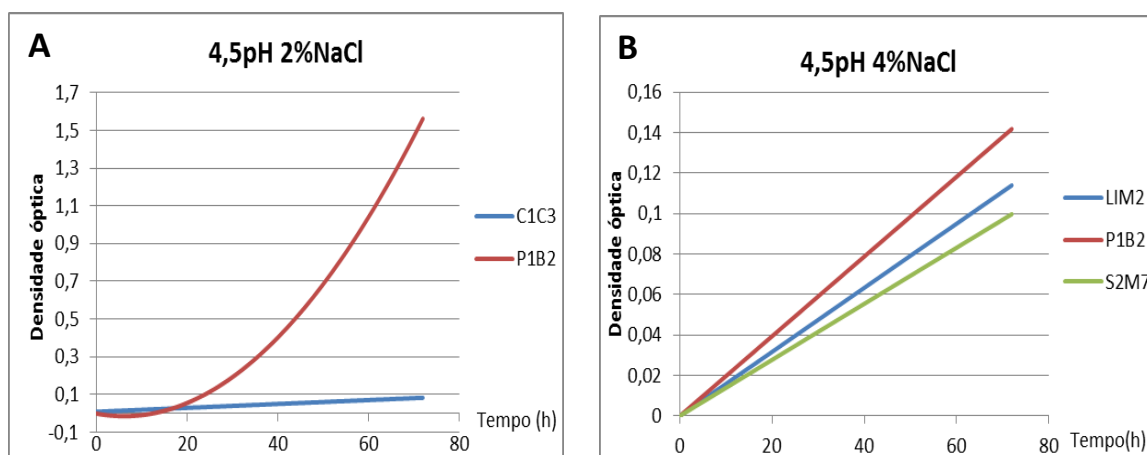 A
4,5pH 2%NaCl
1,7
1,5
1,3
1,1
0,9
0,7
0,5
0,3
0,1
-0,1
0
20
40
60
80
Densidade óptica
Tempo (h)
C1C3
P1B2
B
4,5pH 4%NaCl
0,16
0,14
0,12
0,1
0,08
0,06
0,04
0,02
0
0
20
40
60
80
Densidade óptica
Tempo(h)
LIM2
P1B2
S2M7